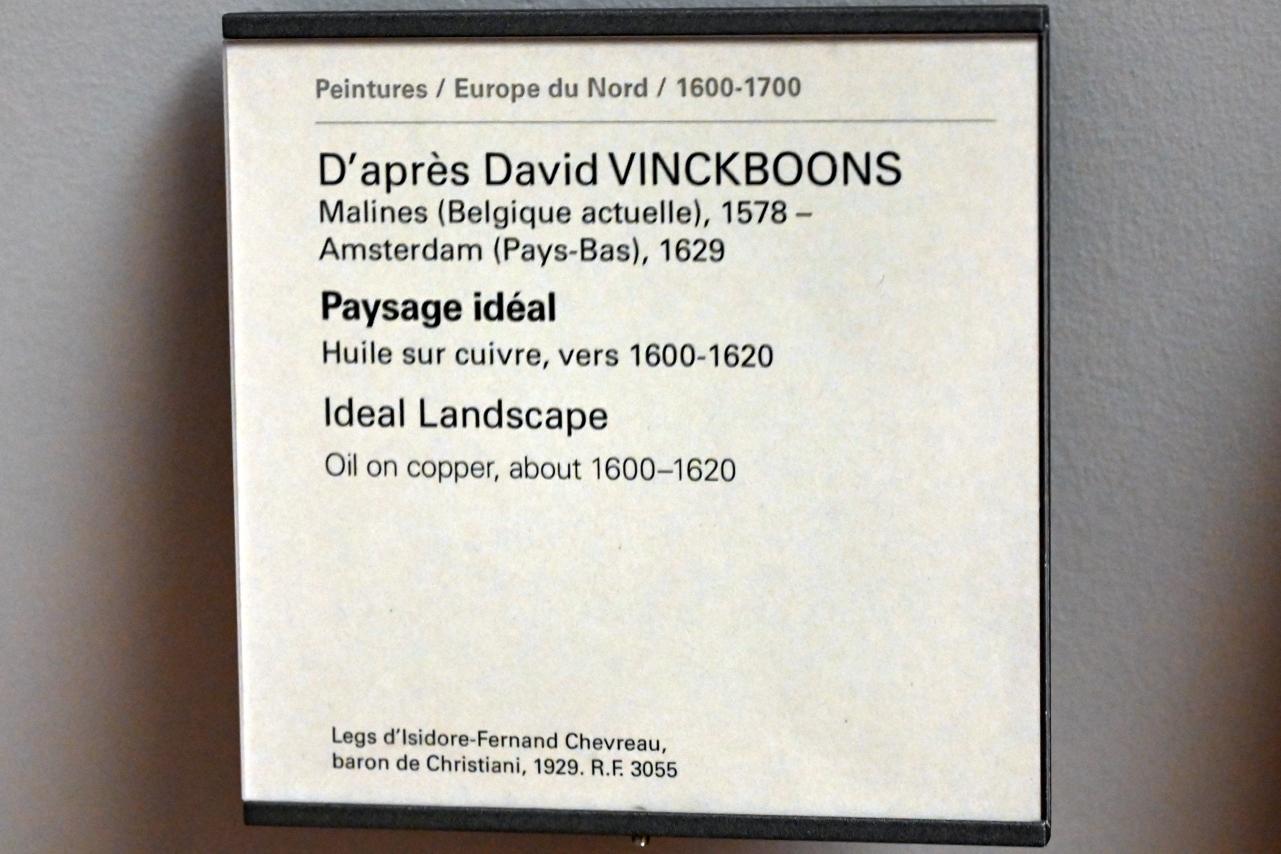 Peintures / Europe du Nord / 1600-1700
D'après David VINCKBOONS
Malines (Belgique actuelle), 1578 –
Amsterdam (Pays-Bas), 1629
Paysage idéal
Huile sur cuivre, vers 1600-1620
Ideal Landscape
Oil on copper, about 1600–1620
Legs d'Isidore-Fernand Chevreau,
baron de Christiani, 1929. R.F. 3055